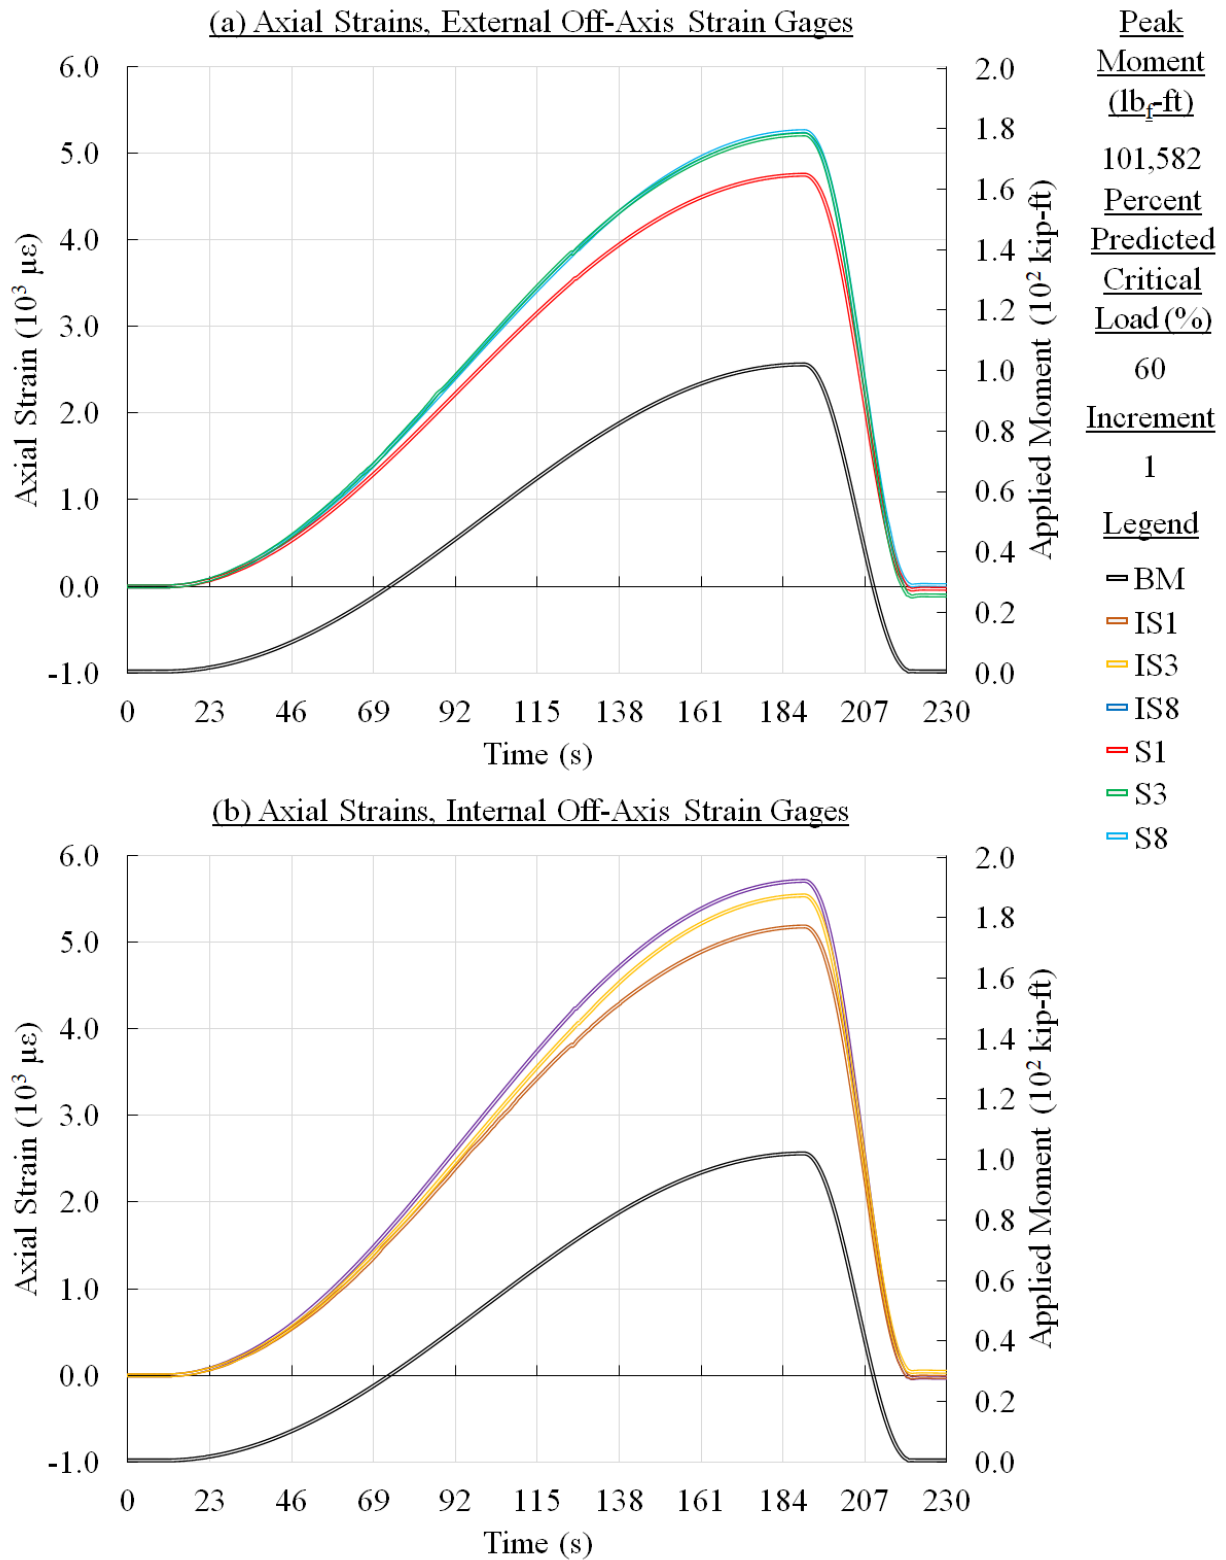 (a) Axial Strains, External Off-Axis Strain Gages
6.0
5.0
4.0
3.0
2.0
1.0
0.0
-1.0
Axial Strain (10³ με)
2.0
1.8
1.6
1.4
1.2
1.0
0.8
0.6
0.4
0.2
0.0
Applied Moment (10² kip-ft)
0 23 46 69 92 115 138 161 184 207 230
Time (s)
(b) Axial Strains, Internal Off-Axis Strain Gages
6.0
5.0
4.0
3.0
2.0
1.0
0.0
-1.0
Axial Strain (10³ με)
2.0
1.8
1.6
1.4
1.2
1.0
0.8
0.6
0.4
0.2
0.0
Applied Moment (10² kip-ft)
0 23 46 69 92 115 138 161 184 207 230
Time (s)
Peak
Moment
(lbf-ft)
101,582
Percent
Predicted
Critical
Load (%)
60
Increment
1
Legend
BM
IS1
IS3
IS8
S1
S3
S8